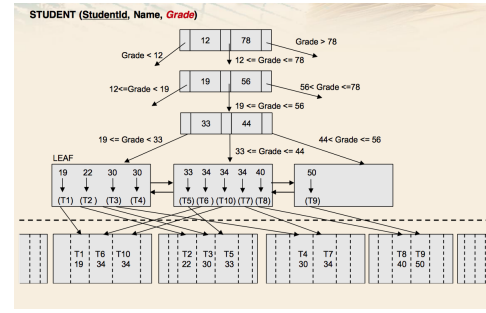 STUDENT (StudentId, Name, Grade)
12 78
Grade < 12
Grade > 78
12 <= Grade <= 78
19 56
12<=Grade < 19
56< Grade <=78
19 <= Grade <= 56
33 44
19 <= Grade < 33
44< Grade <= 56
33 <= Grade <= 44
LEAF
19 22 30 30
33 34 34 34 40
50
(T1) (T2 ) (T3) (T4)
(T5) (T6 ) (T10) (T7) (T8)
(T9)
T1 T6 T10
19 34 34
T2 T3 T5
22 30 33
T4 T7
30 34
T8 T9
40 50